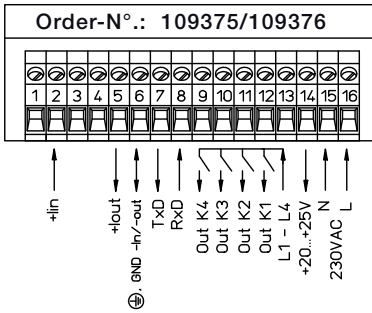 Order-N°.: 109375/109376
1 2 3 4 5 6 7 8 9 10 11 12 13 14 15 16
+Iin
+Iout
⏚, GND -In/-out
TxD
RxD
Out K4
Out K3
Out K2
Out K1
L1 - L4
+20...+25V
N
230VAC
L